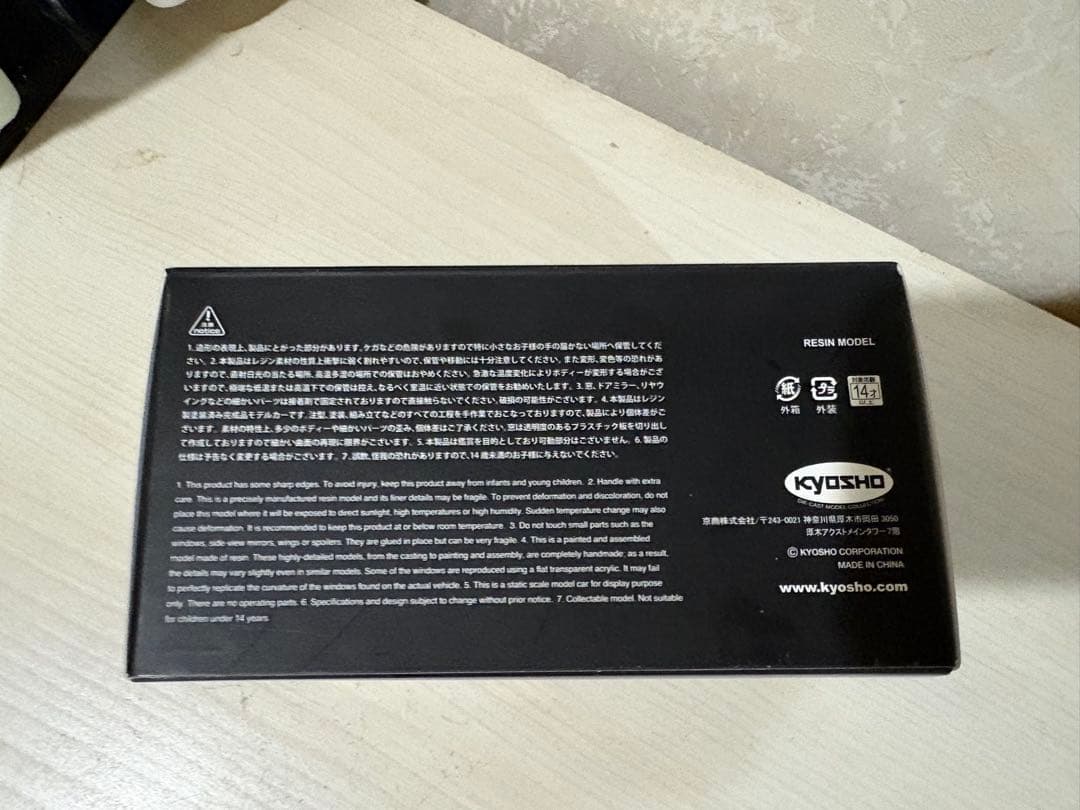 注意
notice
1.造形の表現上、製品にとがった部分があります。ケガなどの危険がありますので特に小さなお子様の手の届かない場所へ保管してくだ
さい。2.本製品はレジン素材の性質上衝撃に弱く割れやすいので、保管や移動には十分注意してください。また変形、変色等の恐れがあ
りますので、直射日光の当たる場所、高温多湿の場所での保管はおやめください。急激な温度変化によりボディーが変形する場合がござ
いますので、極端な低温または高温下での保管は控え、なるべく室温に近い状態での保管をお勧めいたします。3.窓、ドアミラー、リヤウ
イングなどの細かいパーツは接着剤で固定されておりますので直接触らないでください。破損の可能性がございます。4.本製品はレジン
製塗装済み完成品モデルカーです。注型、塗装、組み立てなどのすべての工程を手作業でおこなっておりますので、製品により個体差がご
ざいます。素材の特性上、多少のボディーや細かいパーツの歪み、個体差はご了承ください。窓は透明度のあるプラスチック板を切り出し
て作成しておりますので細かい曲面の再現に限界がございます。5.本製品は鑑賞を目的としており可動部分はございません。6.製品の
仕様は予告なく変更する場合がございます。7.誤飲、怪我の恐れがありますので、14歳未満のお子様に与えないでください。
1. This product has some sharp edges. To avoid injury, keep this product away from infants and young children. 2. Handle with extra
care. This is a precisely manufactured resin model and its finer details may be fragile. To prevent deformation and discoloration, do not
place this model where it will be exposed to direct sunlight, high temperatures or high humidity. Sudden temperature change may also
cause deformation. It is recommended to keep this product at or below room temperature. 3. Do not touch small parts such as the
windows, side-view mirrors, wings or spoilers. They are glued in place but can be very fragile. 4. This is a painted and assembled
model made of resin. These highly-detailed models, from the casting to painting and assembly, are completely handmade; as a result,
the details may vary slightly even in similar models. Some of the windows are reproduced using a flat transparent acrylic. It may fail
to perfectly replicate the curvature of the windows found on the actual vehicle. 5. This is a static scale model car for display purpose
only. There are no operating parts. 6. Specifications and design subject to change without prior notice. 7. Collectable model. Not suitable
for children under 14 years.
RESIN MODEL
紙
外箱
プラ
外装
対象年齢
14才
以上
KYOSHO
DIE-CAST MODEL COLLECTION
京商株式会社/〒243-0021 神奈川県厚木市岡田 3050
厚木アクストメインタワー7階
© KYOSHO CORPORATION
MADE IN CHINA
www.kyosho.com